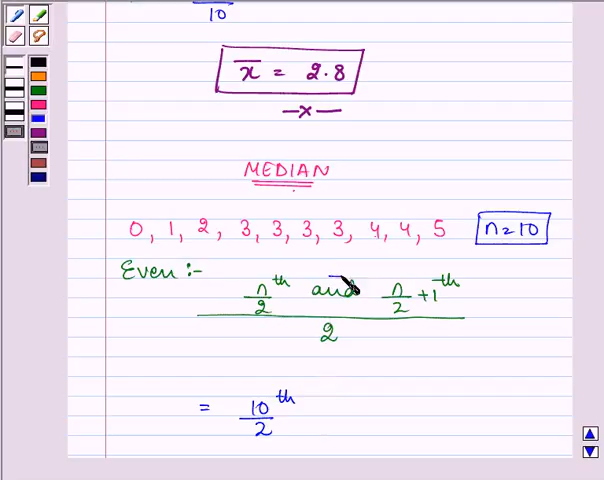 10
x̄ = 2.8
—x—
MEDIAN
0, 1, 2, 3, 3, 3, 3, 4, 4, 5 n=10
Even :-
n/2 th and n/2 +1 th
2
= 10/2 th